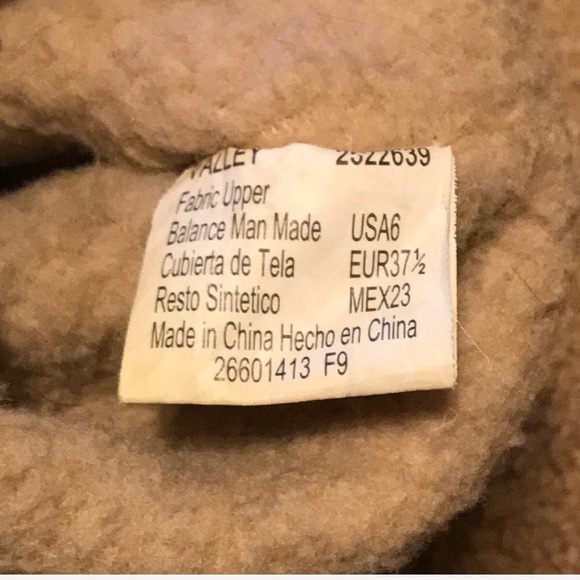 VALLEY 2522639
Fabric Upper
Balance Man Made USA6
Cubierta de Tela EUR37½
Resto Sintetico MEX23
Made in China Hecho en China
26601413 F9